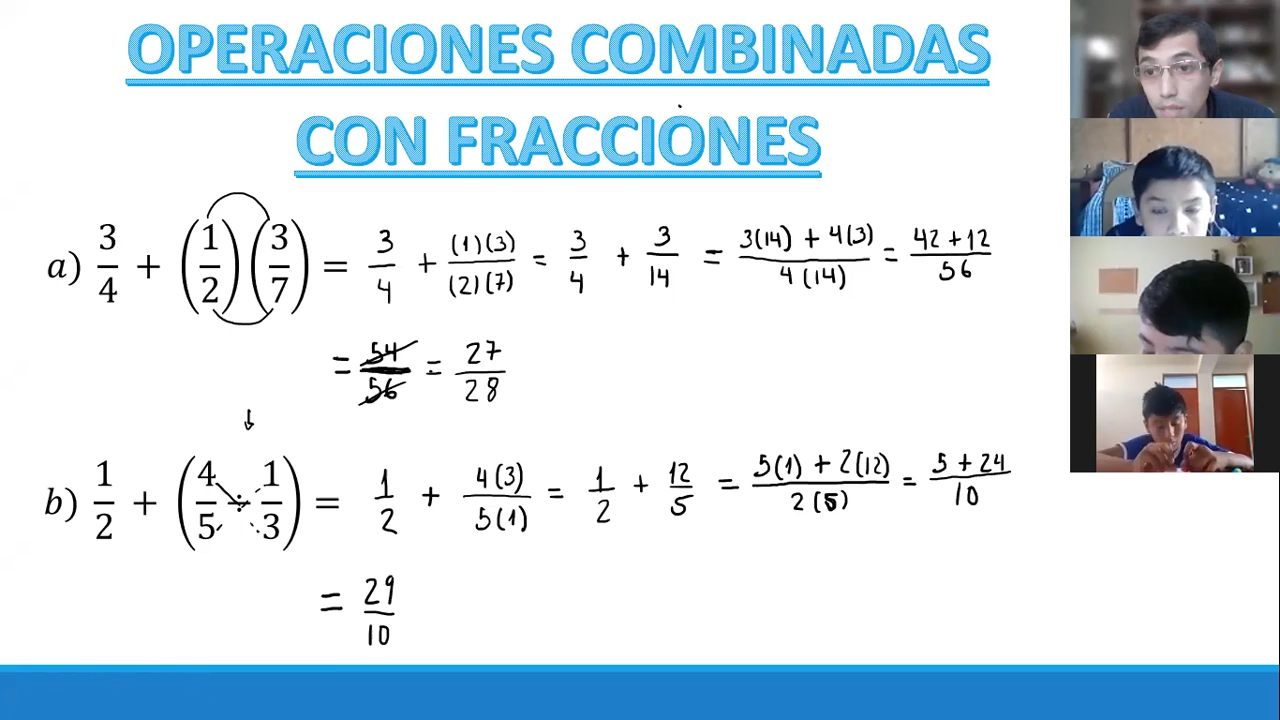 OPERACIONES COMBINADAS
CON FRACCIONES
a) 3/4 + (1/2)(3/7) = 3/4 + (1)(3)/(2)(7) = 3/4 + 3/14 = 3(14) + 4(3)/4(14) = 42+12/56
= 54/56 = 27/28
b) 1/2 + (4/5 ÷ 1/3) = 1/2 + 4(3)/5(1) = 1/2 + 12/5 = 5(1) + 2(12)/2(5) = 5+24/10
= 29/10